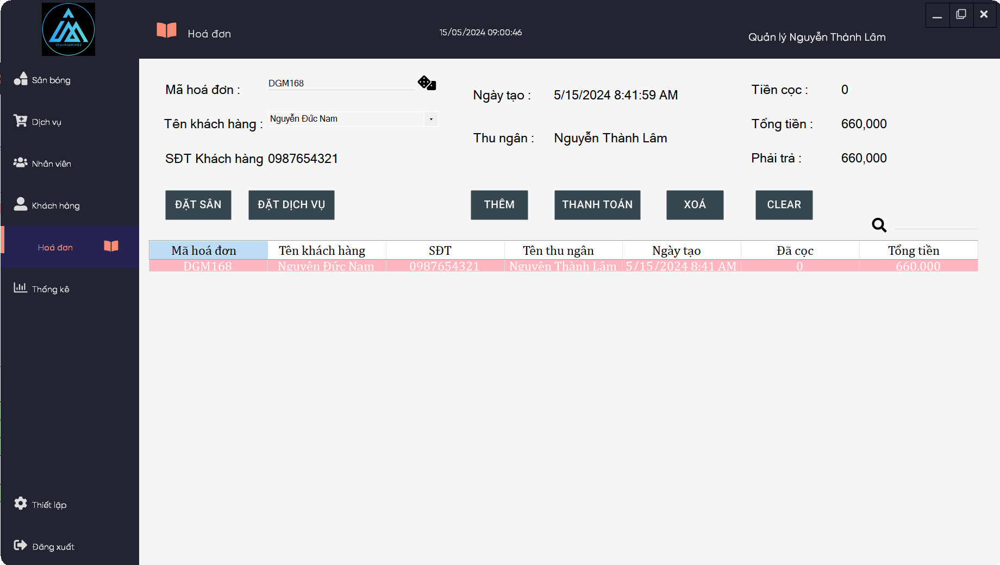 thanhlamit02
Hoá đơn
15/05/2024 09:00:46
Quản lý Nguyễn Thành Lâm
Sân bóng
Dịch vụ
Nhân viên
Khách hàng
Hoá đơn
Thống kê
Thiết lập
Đăng xuất
Mã hoá đơn : DGM168
Tên khách hàng : Nguyễn Đức Nam
SĐT Khách hàng 0987654321
Ngày tạo : 5/15/2024 8:41:59 AM
Thu ngân : Nguyễn Thành Lâm
Tiền cọc : 0
Tổng tiền : 660,000
Phải trả : 660,000
ĐẶT SÂN ĐẶT DỊCH VỤ THÊM THANH TOÁN XOÁ CLEAR
Mã hoá đơn Tên khách hàng SĐT Tên thu ngân Ngày tạo Đã cọc Tổng tiền
DGM168 Nguyễn Đức Nam 0987654321 Nguyễn Thành Lâm 5/15/2024 8:41 AM 0 660.000